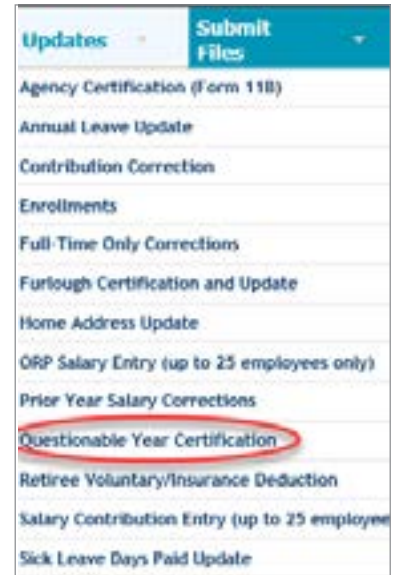 Updates
Submit
Files
Agency Certification (Form 11B)
Annual Leave Update
Contribution Correction
Enrollments
Full-Time Only Corrections
Furlough Certification and Update
Home Address Update
ORP Salary Entry (up to 25 employees only)
Prior Year Salary Corrections
Questionable Year Certification
Retiree Voluntary/Insurance Deduction
Salary Contribution Entry (up to 25 employee
Sick Leave Days Paid Update